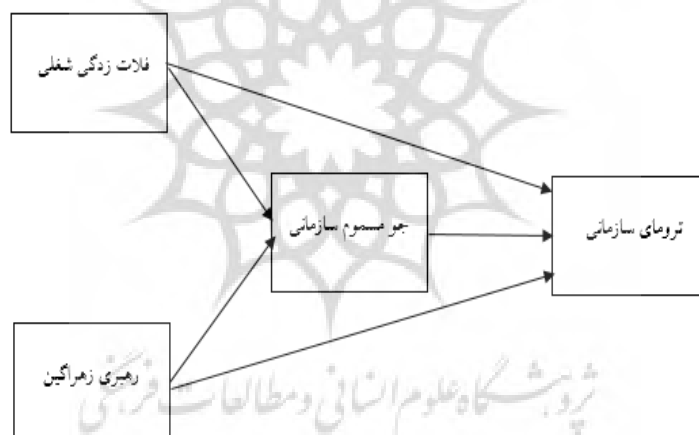 فلات زدگی شغلی
جو مسموم سازمانی
ترومای سازمانی
رهبری زهراگین
پژوهشگاه علوم انسانی و مطالعات فرهنگی